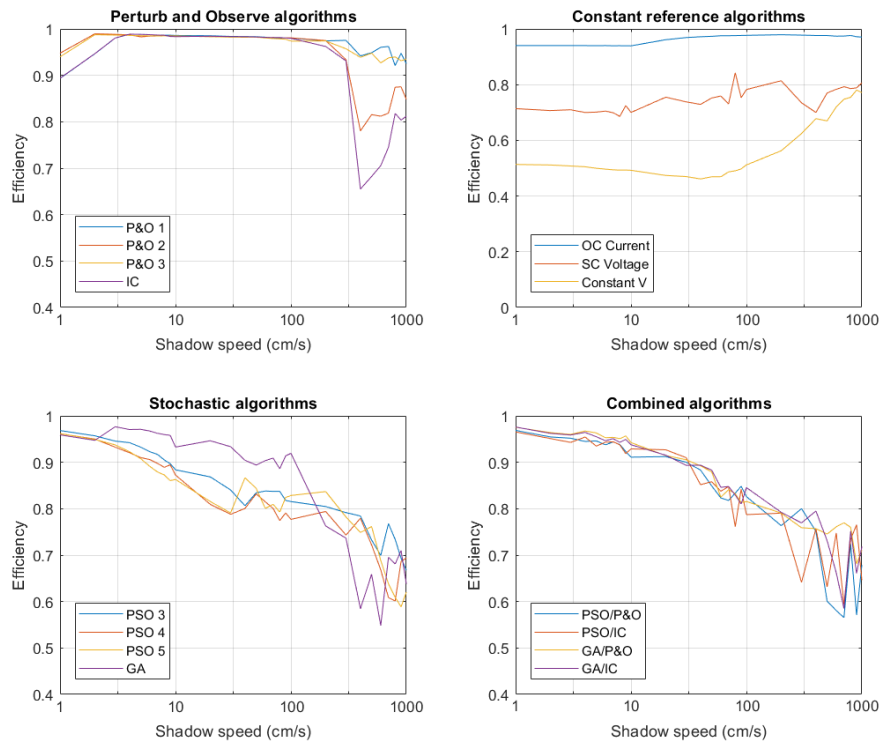 Perturb and Observe algorithms
Efficiency
1
0.9
0.8
0.7
0.6
0.5
0.4
P&O 1
P&O 2
P&O 3
IC
1 10 100 1000
Shadow speed (cm/s)
Constant reference algorithms
Efficiency
1
0.8
0.6
0.4
0.2
0
OC Current
SC Voltage
Constant V
1 10 100 1000
Shadow speed (cm/s)
Stochastic algorithms
Efficiency
1
0.9
0.8
0.7
0.6
0.5
0.4
PSO 3
PSO 4
PSO 5
GA
1 10 100 1000
Shadow speed (cm/s)
Combined algorithms
Efficiency
1
0.9
0.8
0.7
0.6
0.5
0.4
PSO/P&O
PSO/IC
GA/P&O
GA/IC
1 10 100 1000
Shadow speed (cm/s)